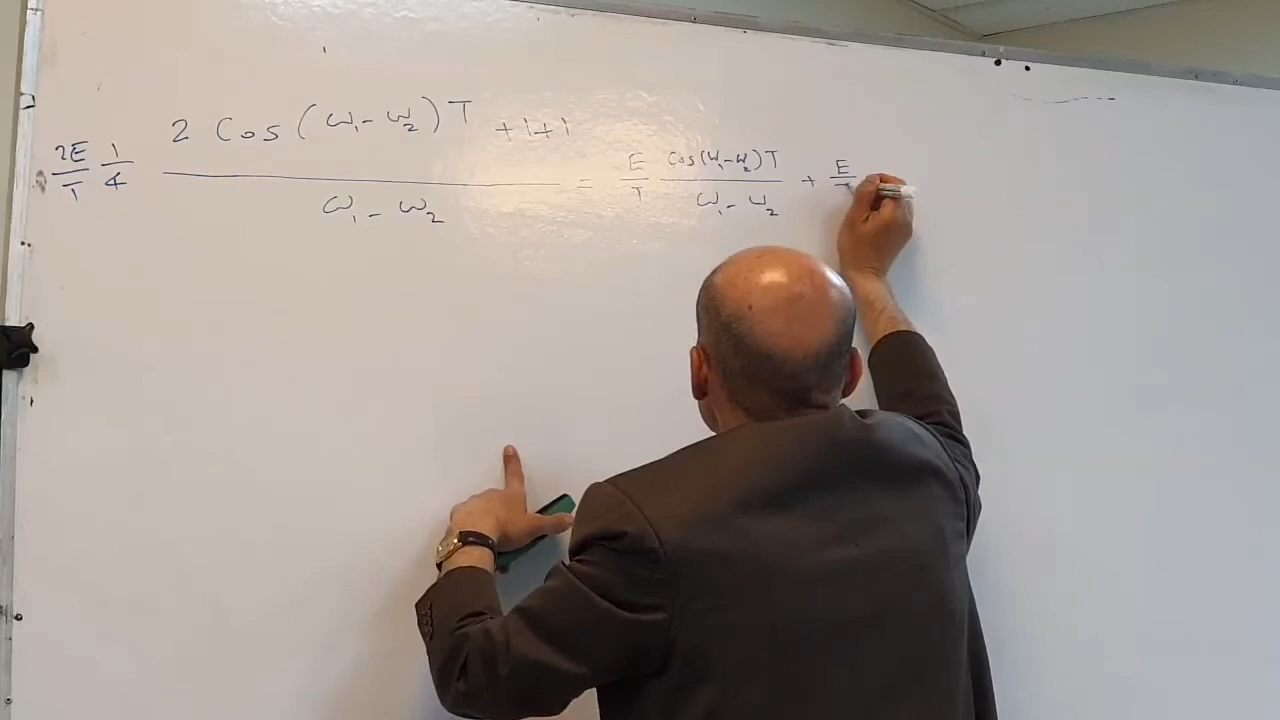 2E/T 1/4 (2 Cos(ω₁ - ω₂)T + 1 + 1)/(ω₁ - ω₂) = E/T Cos(ω₁ - ω₂)T/(ω₁ - ω₂) + E/T